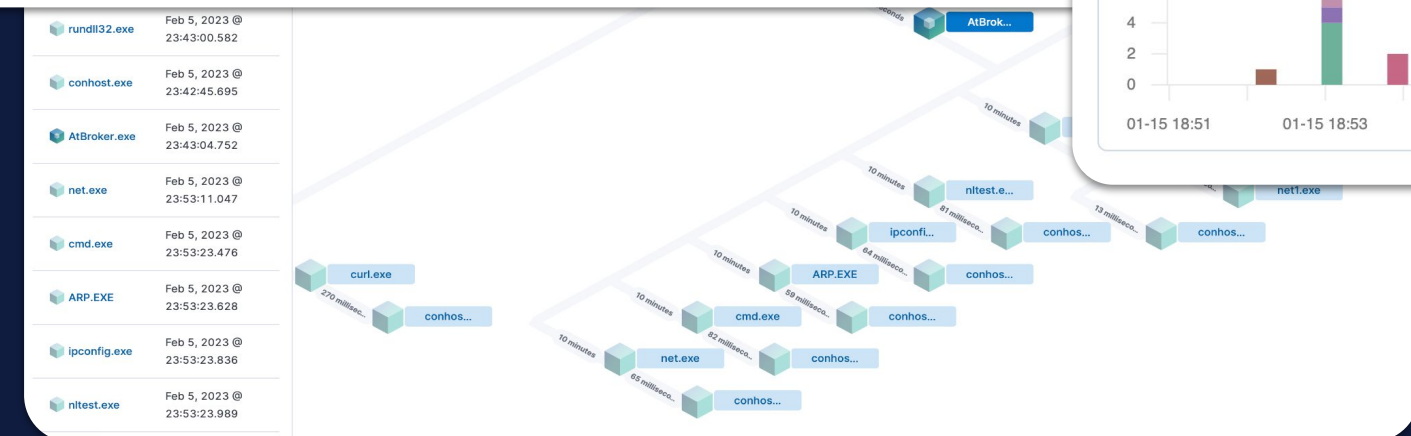 rundll32.exe
Feb 5, 2023 @
23:43:00.582
conhost.exe
Feb 5, 2023 @
23:42:45.695
AtBroker.exe
Feb 5, 2023 @
23:43:04.752
net.exe
Feb 5, 2023 @
23:53:11.047
cmd.exe
Feb 5, 2023 @
23:53:23.476
ARP.EXE
Feb 5, 2023 @
23:53:23.628
ipconfig.exe
Feb 5, 2023 @
23:53:23.836
nltest.exe
Feb 5, 2023 @
23:53:23.989
AtBrok...
10 minutes
10 minutes
nltest.e...
81 milliseco...
conhos...
net1.exe
13 milliseco...
conhos...
10 minutes
ipconfi...
64 milliseco...
conhos...
10 minutes
ARP.EXE
59 milliseco...
conhos...
curl.exe
270 millisec...
conhos...
10 minutes
cmd.exe
82 milliseco...
conhos...
10 minutes
net.exe
65 milliseco...
conhos...
4
2
0
01-15 18:51
01-15 18:53